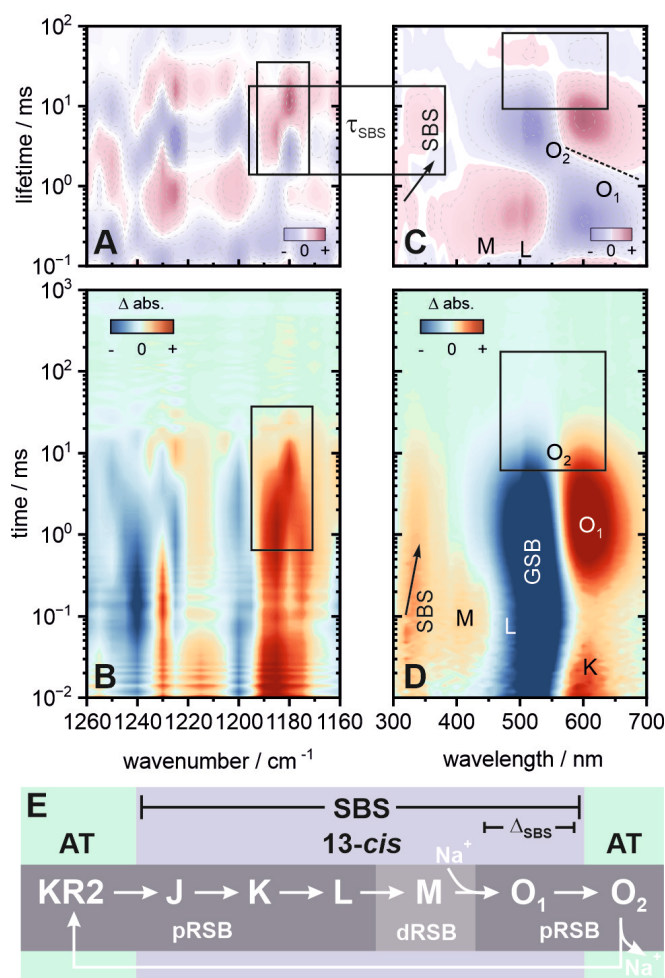 10²
10¹
10⁰
10⁻¹
lifetime / ms
A
- 0 +
τSBS
SBS
C
M
L
O₂
O₁
- 0 +
10³
10²
10¹
10⁰
10⁻¹
10⁻²
time / ms
Δ abs.
- 0 +
B
1260 1240 1220 1200 1180 1160
wavenumber / cm⁻¹
Δ abs.
- 0 +
O₂
O₁
GSB
SBS
M
L
K
D
300 400 500 600 700
wavelength / nm
E
SBS
AT
13-cis
ΔSBS
AT
Na⁺
KR2 J K L M O₁ O₂
pRSB
dRSB
pRSB
Na⁺